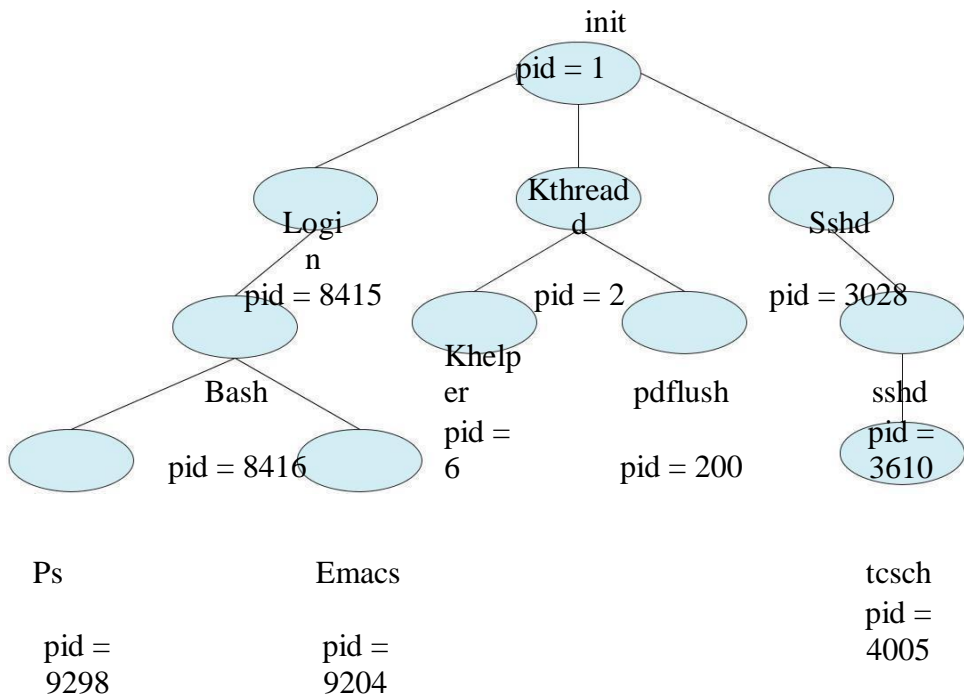 init
pid = 1
Logi
n
Kthread
d
Sshd
pid = 8415
pid = 2
pid = 3028
Bash
Khelp
er
pdflush
sshd
pid = 8416
pid =
6
pid = 200
pid =
3610
Ps
Emacs
tcsch
pid =
9298
pid =
9204
pid =
4005